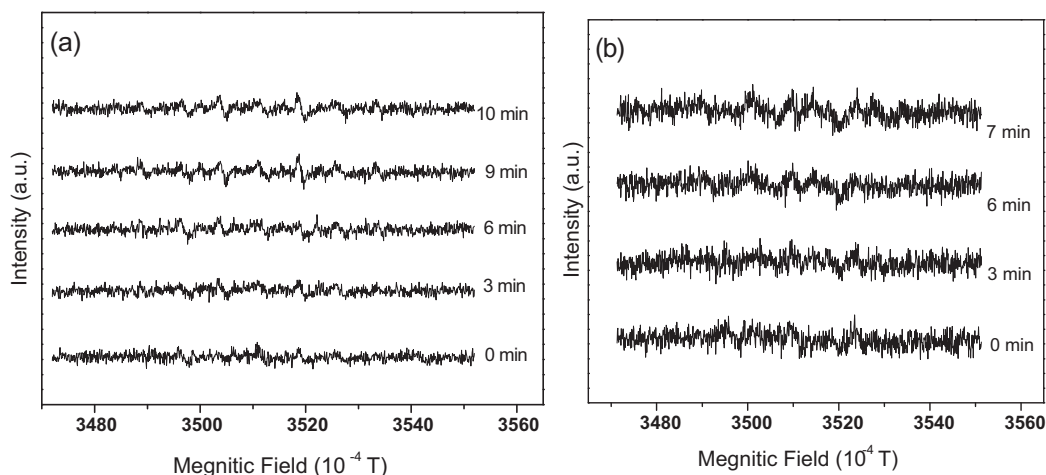 (a)
Intensity (a.u.)
10 min
9 min
6 min
3 min
0 min
3480 3500 3520 3540 3560
Megnitic Field (10⁻⁴ T)
(b)
Intensity (a.u.)
7 min
6 min
3 min
0 min
3480 3500 3520 3540 3560
Megnitic Field (10⁻⁴ T)